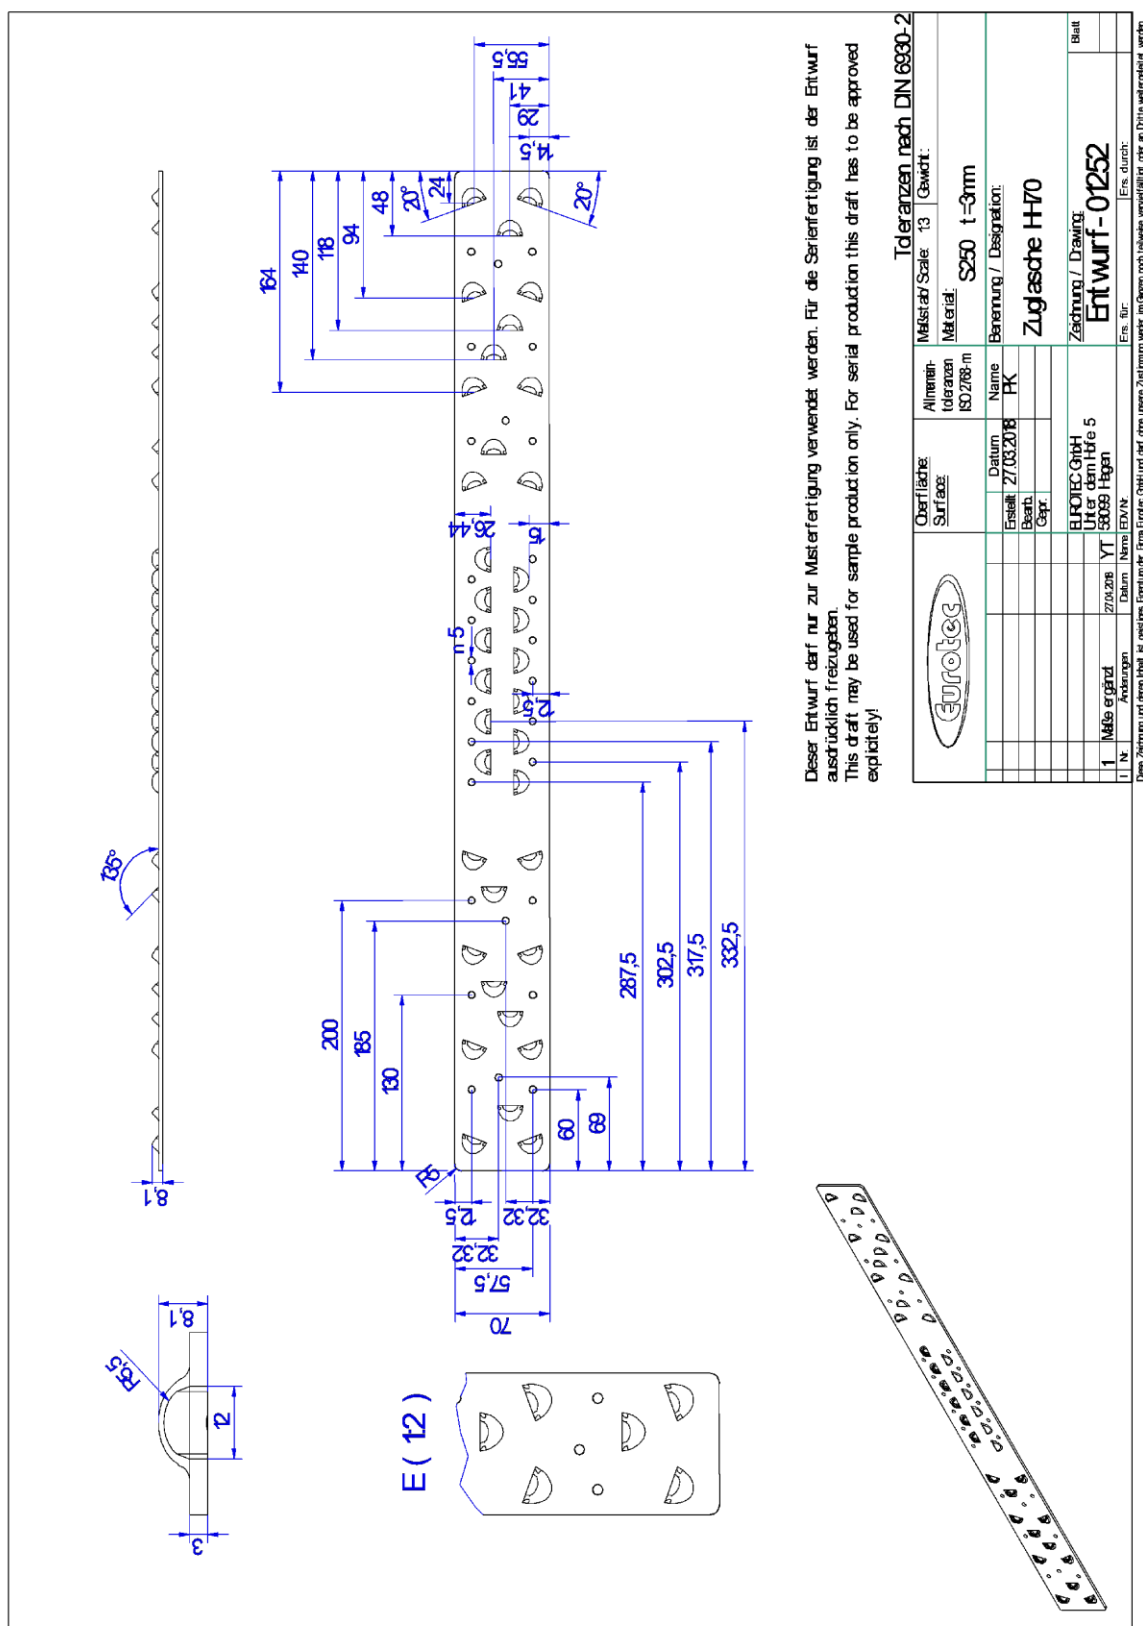 55,5
41
29
14,5
24
20°
48
20°
94
118
140
164
26,44
15
n 5
12,5
135°
200
185
130
287,5
302,5
317,5
332,5
60
69
R5
8,1
12,5
32,32
32,32
57,5
70
8,1
R5,5
12
3
E ( 1:2 )
Dieser Entwurf darf nur zur Musterfertigung verwendet werden. Für die Serienfertigung ist der Entwurf
ausdrücklich freizugeben.
This draft may be used for sample production only. For serial production this draft has to be approved
explicitely!
Toleranzen nach DIN 6930-2
Oberfläche:
Surface:
Allgemein-
toleranzen
ISO 2768-m
Maßstab/ Scale: 1:3
Gewicht:
Material:
S250 t=3mm
Datum
Name
Erstellt
27.03.2018
PK
Bearb.
Gepr.
Benennung / Designation:
Zuglasche HH70
EUROTEC GmbH
Unter dem Hofe 5
58099 Hagen
Zeichnung / Drawing:
Entwurf - 01252
Blatt
Eurotec
1
Maße ergänzt
27.04.2018
YT
I
Nr.
Änderungen
Datum
Name
EDV-Nr.
Ers. für:
Ers. durch: